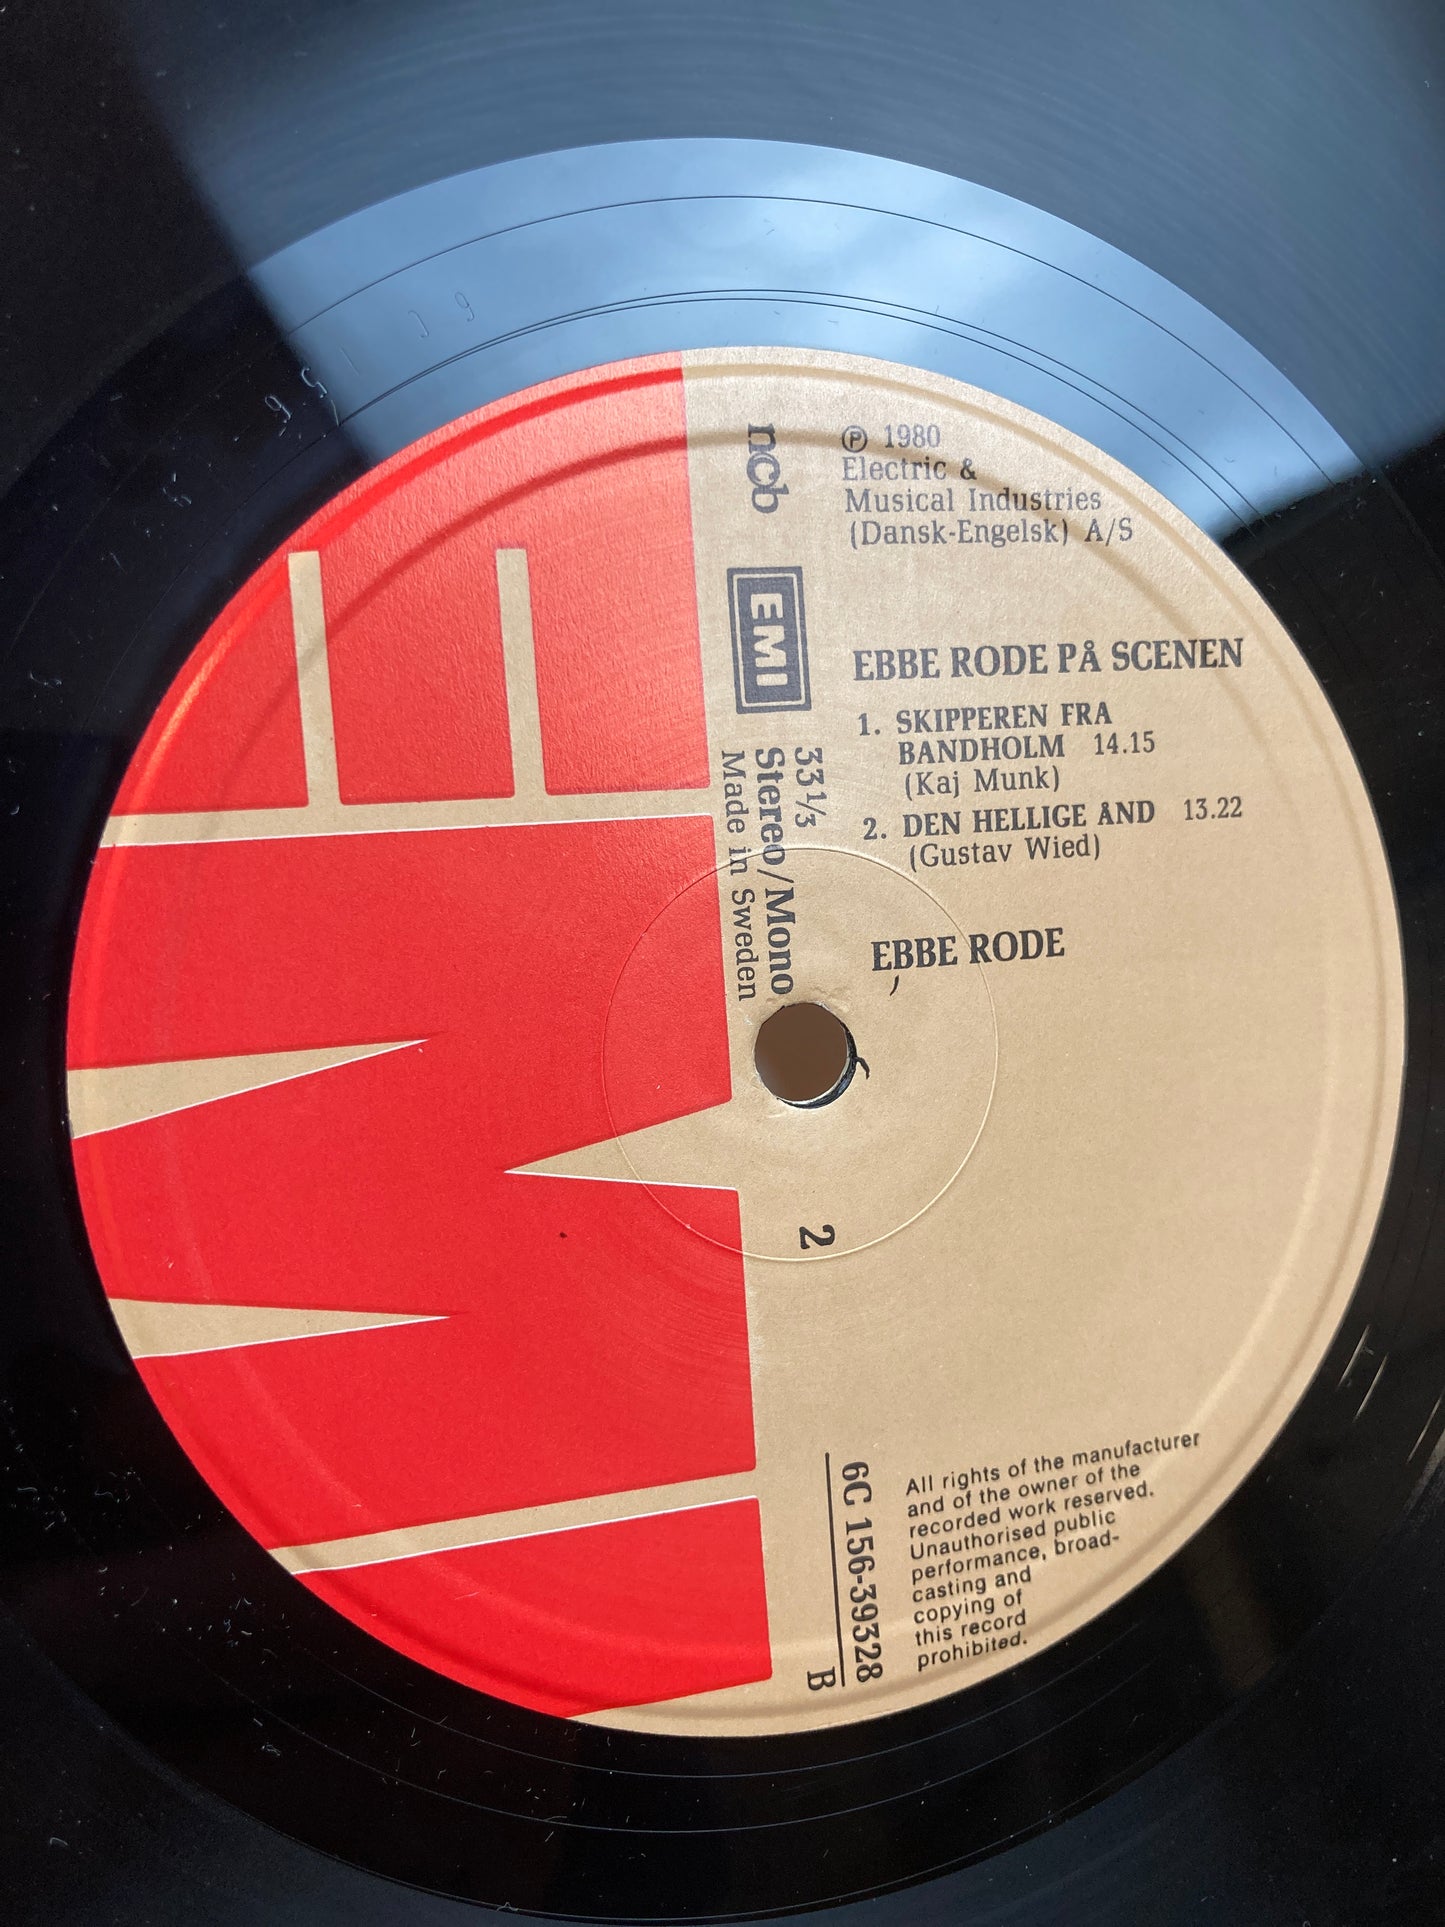 ℗ 1980
Electric &
Musical Industries
(Dansk-Engelsk) A/S
ncb
EMI
33 1/3
Stereo/Mono
Made in Sweden
EBBE RODE PÅ SCENEN
1. SKIPPEREN FRA
BANDHOLM 14.15
(Kaj Munk)
2. DEN HELLIGE AND 13.22
(Gustav Wied)
EBBE RODE
2
6C 156-39328
B
All rights of the manufacturer
and of the owner of the
recorded work reserved.
Unauthorised public
performance, broad-
casting and
copying of
this record
prohibited.
EMI